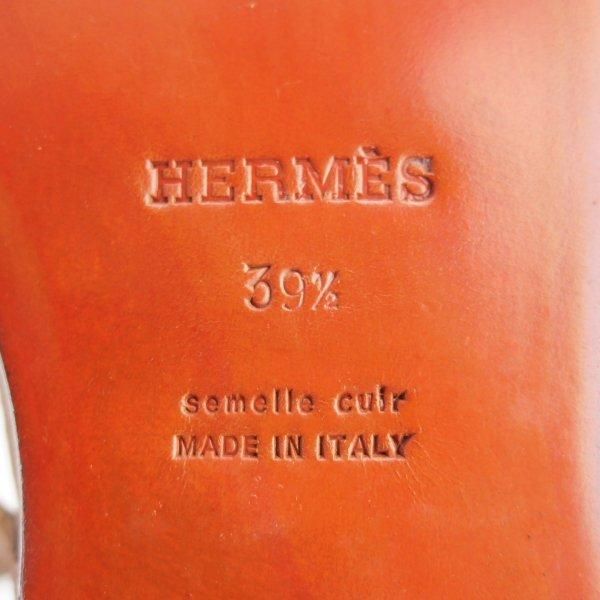 HERMÈS
39½
semelle cuir
MADE IN ITALY